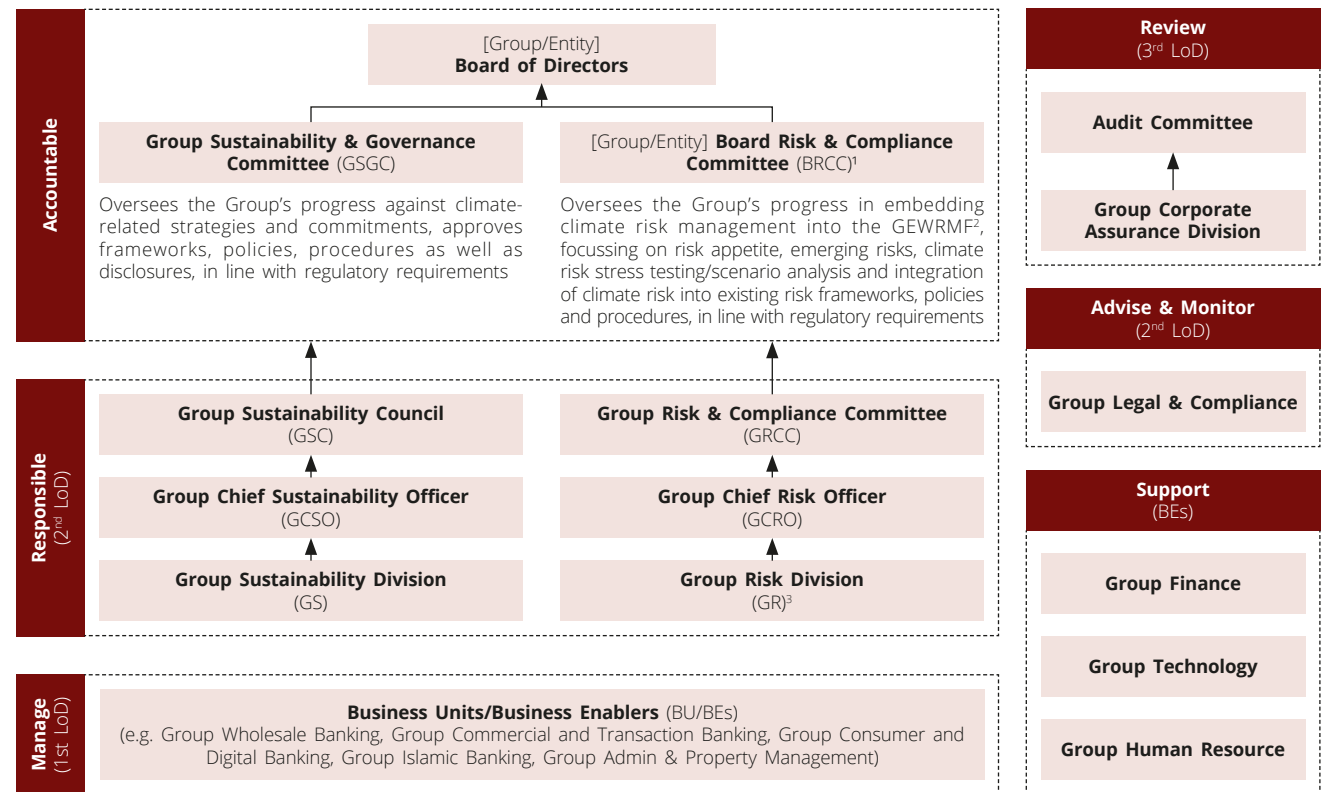 Accountable
[Group/Entity]
Board of Directors
Group Sustainability & Governance
Committee (GSGC)
Oversees the Group’s progress against climate-
related strategies and commitments, approves
frameworks, policies, procedures as well as
disclosures, in line with regulatory requirements
[Group/Entity] Board Risk & Compliance
Committee (BRCC)¹
Oversees the Group’s progress in embedding
climate risk management into the GEWRMF²,
focussing on risk appetite, emerging risks, climate
risk stress testing/scenario analysis and integration
of climate risk into existing risk frameworks, policies
and procedures, in line with regulatory requirements
Responsible
(2nd LoD)
Group Sustainability Council
(GSC)
Group Chief Sustainability Officer
(GCSO)
Group Sustainability Division
(GS)
Group Risk & Compliance Committee
(GRCC)
Group Chief Risk Officer
(GCRO)
Group Risk Division
(GR)³
Manage
(1st LoD)
Business Units/Business Enablers (BU/BEs)
(e.g. Group Wholesale Banking, Group Commercial and Transaction Banking, Group Consumer and
Digital Banking, Group Islamic Banking, Group Admin & Property Management)
Review
(3rd LoD)
Audit Committee
Group Corporate
Assurance Division
Advise & Monitor
(2nd LoD)
Group Legal & Compliance
Support
(BEs)
Group Finance
Group Technology
Group Human Resource